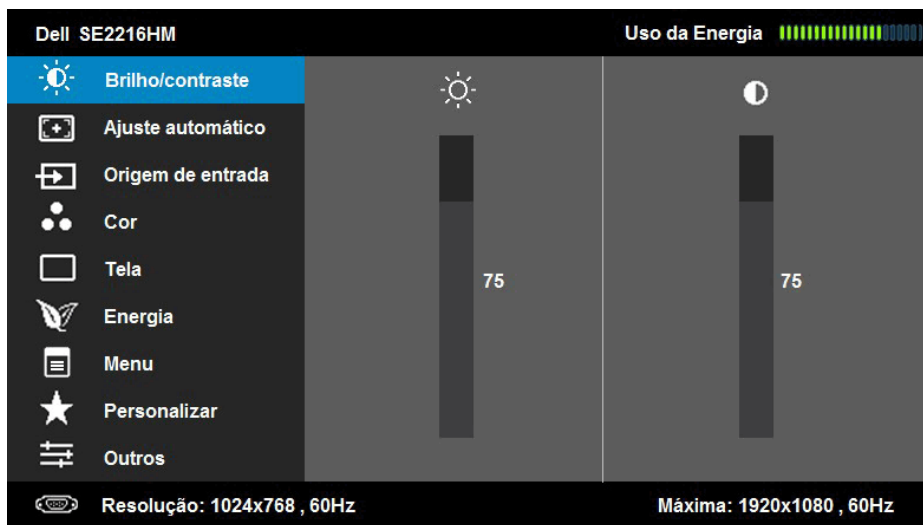 Dell SE2216HM
Uso da Energia
Brilho/contraste
Ajuste automático
Origem de entrada
Cor
Tela
Energia
Menu
Personalizar
Outros
75
75
Resolução: 1024x768 , 60Hz
Máxima: 1920x1080 , 60Hz